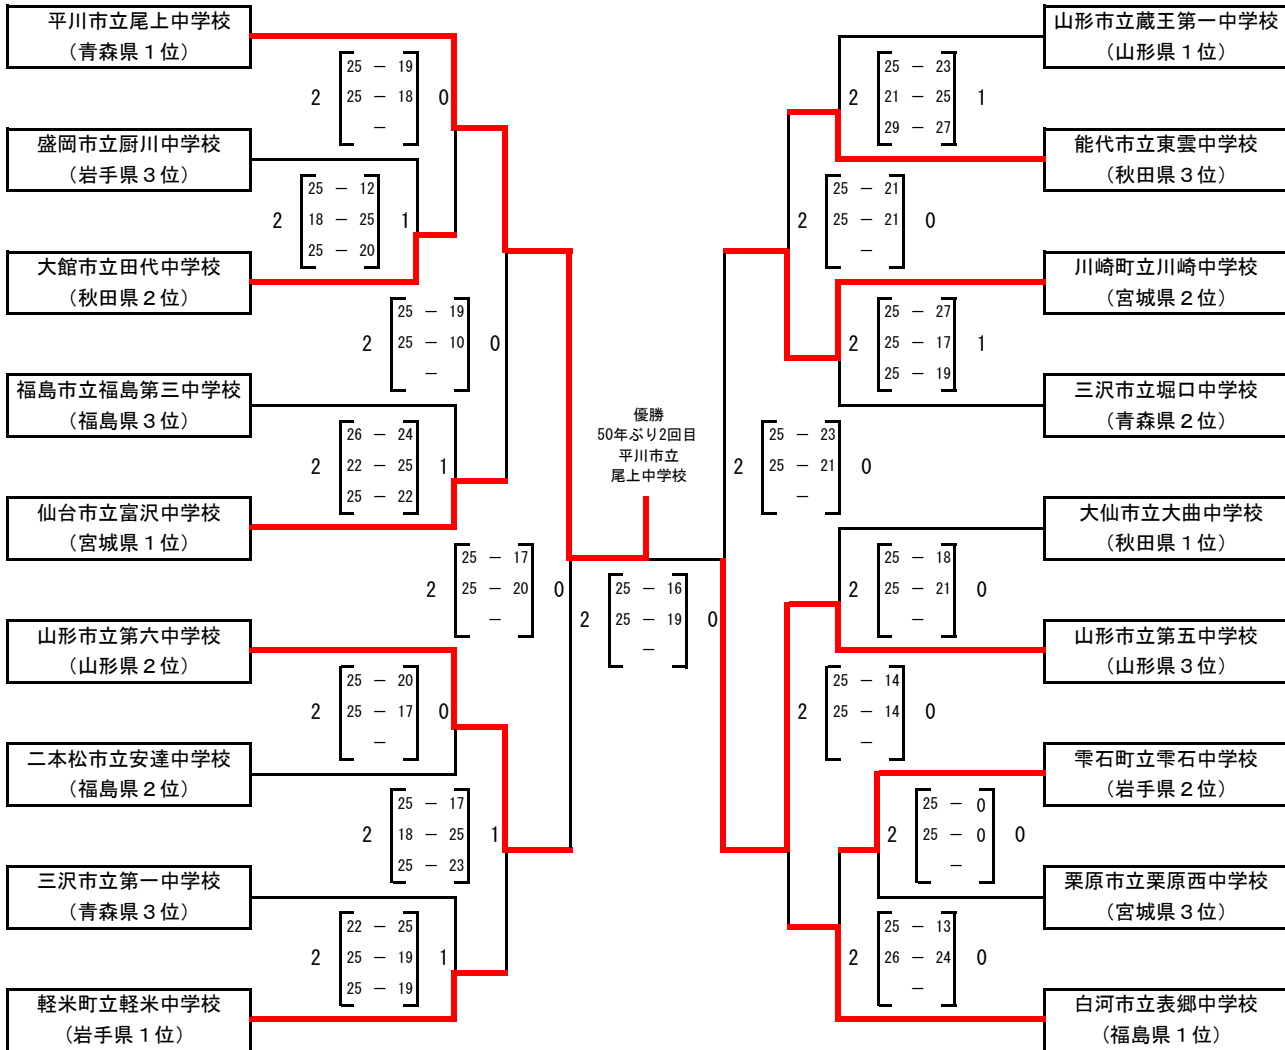 平川市立尾上中学校
（青森県１位）
25 － 19
2 25 － 18 0
－
盛岡市立厨川中学校
（岩手県３位）
25 － 12
2 18 － 25 1
25 － 20
大館市立田代中学校
（秋田県２位）
25 － 19
2 25 － 10 0
－
福島市立福島第三中学校
（福島県３位）
26 － 24
2 22 － 25 1
25 － 22
仙台市立富沢中学校
（宮城県１位）
25 － 17
2 25 － 20 0
－
山形市立第六中学校
（山形県２位）
25 － 20
2 25 － 17 0
－
二本松市立安達中学校
（福島県２位）
25 － 17
2 18 － 25 1
25 － 23
三沢市立第一中学校
（青森県３位）
22 － 25
2 25 － 19 1
25 － 19
軽米町立軽米中学校
（岩手県１位）
優勝
50年ぶり2回目
平川市立
尾上中学校
25 － 16
2 25 － 19 0
－
山形市立蔵王第一中学校
（山形県１位）
25 － 23
2 21 － 25 1
29 － 27
能代市立東雲中学校
（秋田県３位）
25 － 21
2 25 － 21 0
－
川崎町立川崎中学校
（宮城県２位）
25 － 27
2 25 － 17 1
25 － 19
三沢市立堀口中学校
（青森県２位）
25 － 23
2 25 － 21 0
－
大仙市立大曲中学校
（秋田県１位）
25 － 18
2 25 － 21 0
－
山形市立第五中学校
（山形県３位）
25 － 14
2 25 － 14 0
－
雫石町立雫石中学校
（岩手県２位）
25 － 0
2 25 － 0 0
－
栗原市立栗原西中学校
（宮城県３位）
25 － 13
2 26 － 24 0
－
白河市立表郷中学校
（福島県１位）